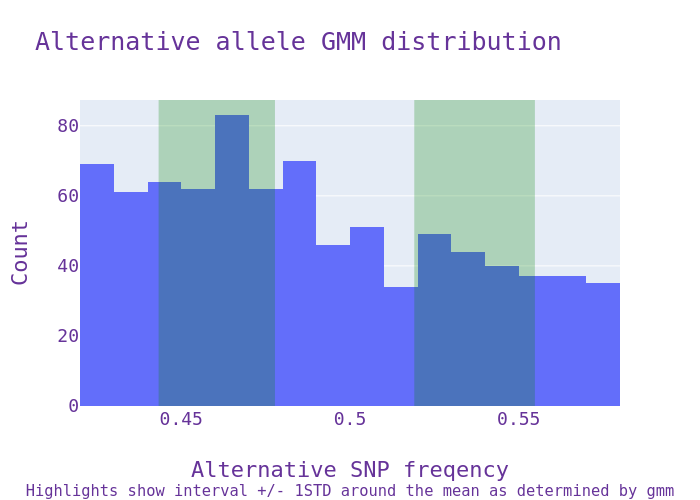 Alternative allele GMM distribution
80
60
40
20
0
Count
0.45
0.5
0.55
Alternative SNP freqency
Highlights show interval +/- 1STD around the mean as determined by gmm